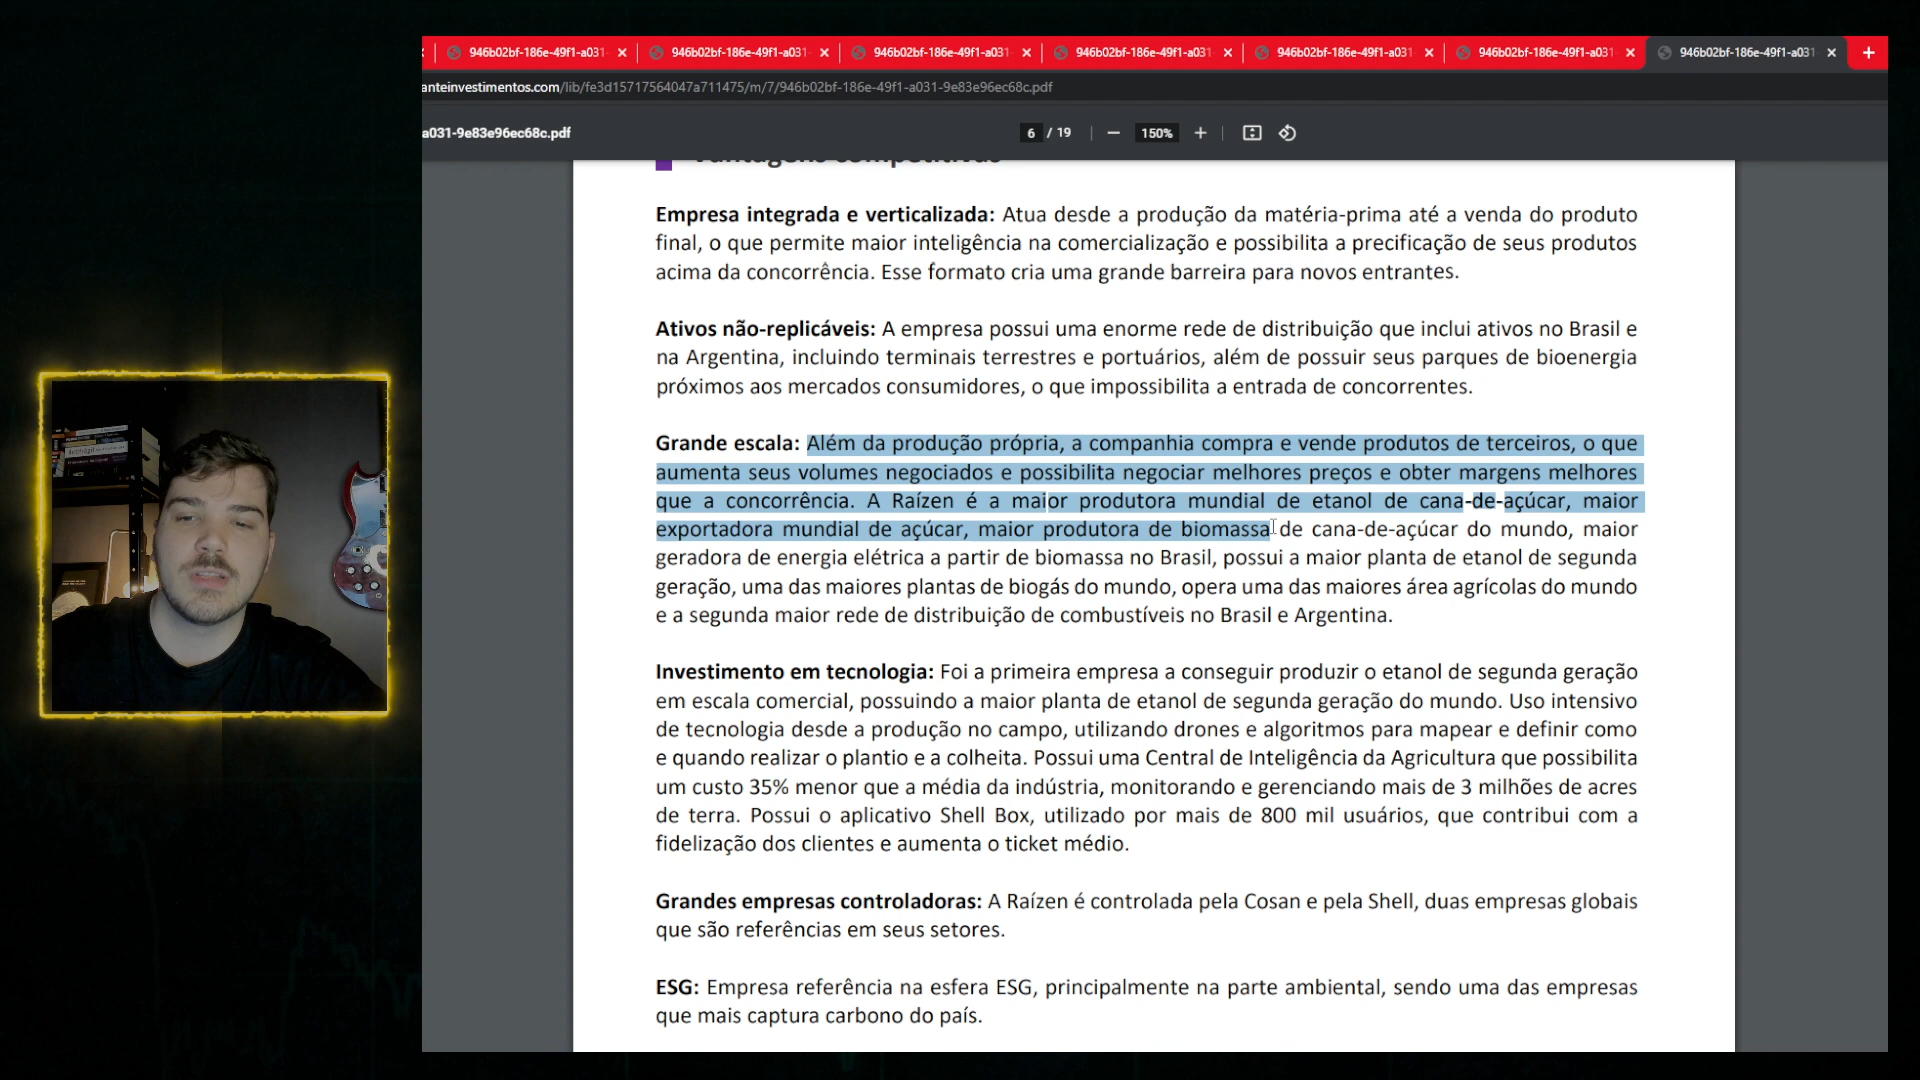 946b02bf-186e-49f1-a031 946b02bf-186e-49f1-a031 946b02bf-186e-49f1-a031 946b02bf-186e-49f1-a031 946b02bf-186e-49f1-a031 946b02bf-186e-49f1-a031 946b02bf-186e-49f1-a031
anteinvestimentos.com/lib/fe3d15717564047a711475/m/7/946b02bf-186e-49f1-a031-9e83e96ec68c.pdf
a031-9e83e96ec68c.pdf 6 / 19 150%
Vantagens competitivas
Empresa integrada e verticalizada: Atua desde a produção da matéria-prima até a venda do produto
final, o que permite maior inteligência na comercialização e possibilita a precificação de seus produtos
acima da concorrência. Esse formato cria uma grande barreira para novos entrantes.
Ativos não-replicáveis: A empresa possui uma enorme rede de distribuição que inclui ativos no Brasil e
na Argentina, incluindo terminais terrestres e portuários, além de possuir seus parques de bioenergia
próximos aos mercados consumidores, o que impossibilita a entrada de concorrentes.
Grande escala: Além da produção própria, a companhia compra e vende produtos de terceiros, o que
aumenta seus volumes negociados e possibilita negociar melhores preços e obter margens melhores
que a concorrência. A Raízen é a maior produtora mundial de etanol de cana-de-açúcar, maior
exportadora mundial de açúcar, maior produtora de biomassa de cana-de-açúcar do mundo, maior
geradora de energia elétrica a partir de biomassa no Brasil, possui a maior planta de etanol de segunda
geração, uma das maiores plantas de biogás do mundo, opera uma das maiores área agrícolas do mundo
e a segunda maior rede de distribuição de combustíveis no Brasil e Argentina.
Investimento em tecnologia: Foi a primeira empresa a conseguir produzir o etanol de segunda geração
em escala comercial, possuindo a maior planta de etanol de segunda geração do mundo. Uso intensivo
de tecnologia desde a produção no campo, utilizando drones e algoritmos para mapear e definir como
e quando realizar o plantio e a colheita. Possui uma Central de Inteligência da Agricultura que possibilita
um custo 35% menor que a média da indústria, monitorando e gerenciando mais de 3 milhões de acres
de terra. Possui o aplicativo Shell Box, utilizado por mais de 800 mil usuários, que contribui com a
fidelização dos clientes e aumenta o ticket médio.
Grandes empresas controladoras: A Raízen é controlada pela Cosan e pela Shell, duas empresas globais
que são referências em seus setores.
ESG: Empresa referência na esfera ESG, principalmente na parte ambiental, sendo uma das empresas
que mais captura carbono do país.